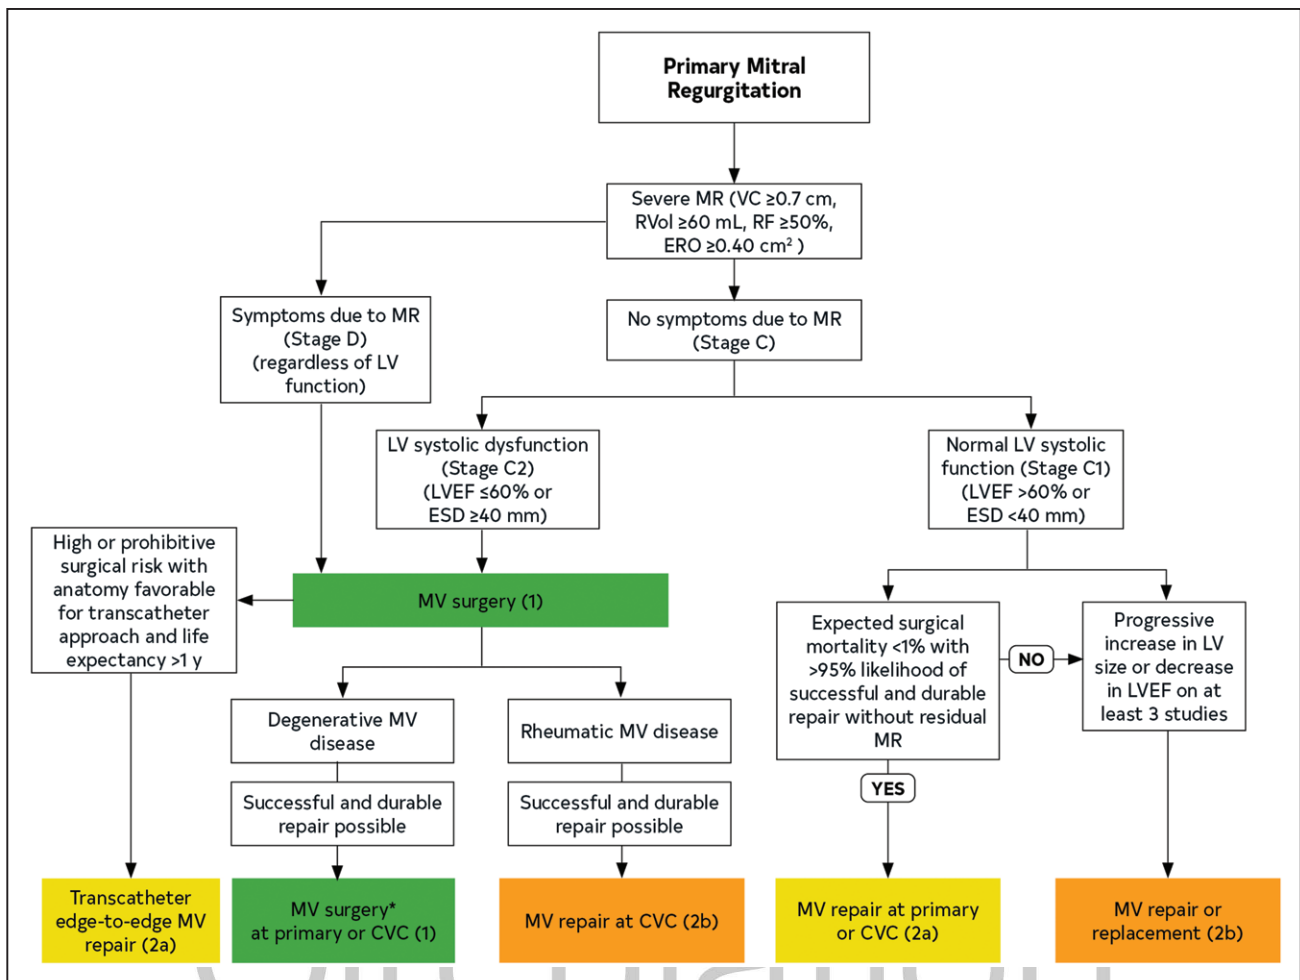 Primary Mitral
Regurgitation
Severe MR (VC ≥0.7 cm,
RVol ≥60 mL, RF ≥50%,
ERO ≥0.40 cm² )
Symptoms due to MR
(Stage D)
(regardless of LV
function)
No symptoms due to MR
(Stage C)
LV systolic dysfunction
(Stage C2)
(LVEF ≤60% or
ESD ≥40 mm)
Normal LV systolic
function (Stage C1)
(LVEF >60% or
ESD <40 mm)
High or prohibitive
surgical risk with
anatomy favorable
for transcatheter
approach and life
expectancy >1 y
MV surgery (1)
Expected surgical
mortality <1% with
>95% likelihood of
successful and durable
repair without residual
MR
NO
Progressive
increase in LV
size or decrease
in LVEF on at
least 3 studies
Degenerative MV
disease
Rheumatic MV disease
YES
Successful and durable
repair possible
Successful and durable
repair possible
Transcatheter
edge-to-edge MV
repair (2a)
MV surgery*
at primary or CVC (1)
MV repair at CVC (2b)
MV repair at primary
or CVC (2a)
MV repair or
replacement (2b)